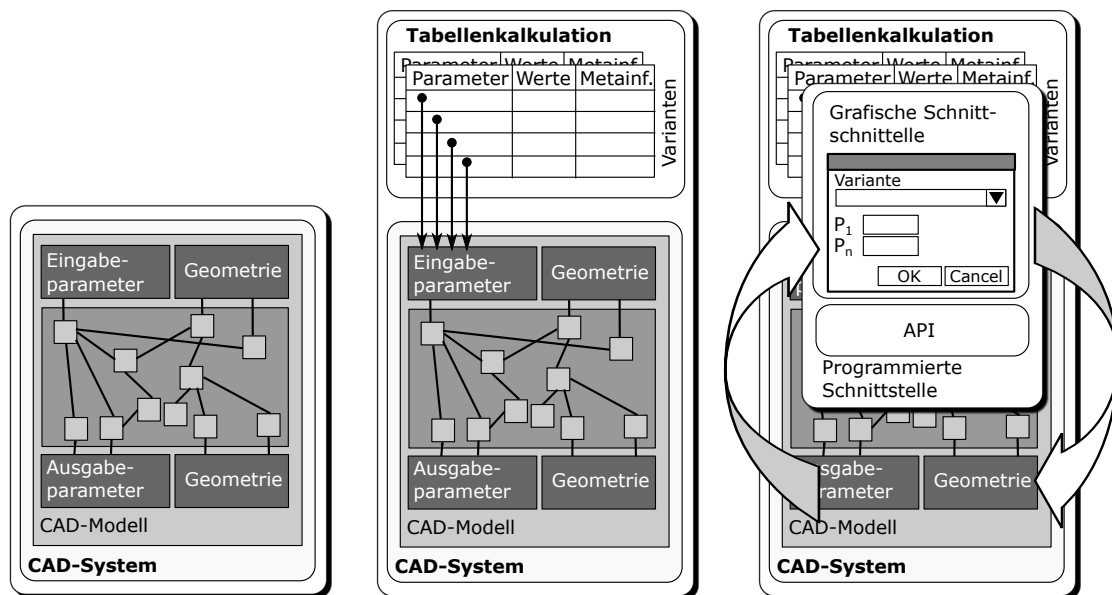 Eingabe-
parameter
Geometrie
Ausgabe-
parameter
Geometrie
CAD-Modell
CAD-System
Tabellenkalkulation
Parameter Werte Metainf.
Parameter Werte Metainf.
Varianten
Eingabe-
parameter
Geometrie
Ausgabe-
parameter
Geometrie
CAD-Modell
CAD-System
Tabellenkalkulation
Parameter Werte Metainf.
Parameter Werte Metainf.
Varianten
Grafische Schnitt-
schnittelle
Variante
P1
Pn
OK Cancel
API
Programmierte
Schnittstelle
Ausgabe-
parameter
Geometrie
CAD-Modell
CAD-System